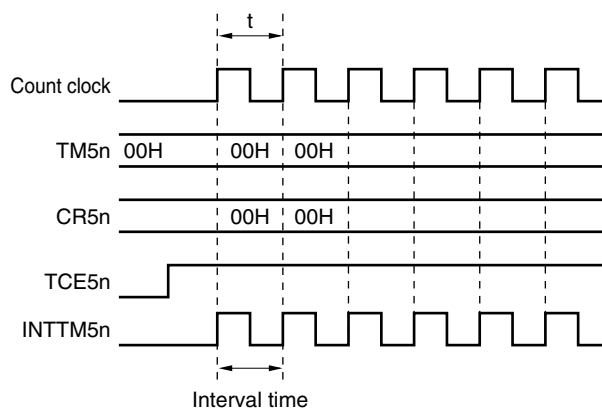 t
Count clock
TM5n 00H 00H 00H
CR5n 00H 00H
TCE5n
INTTM5n
Interval time